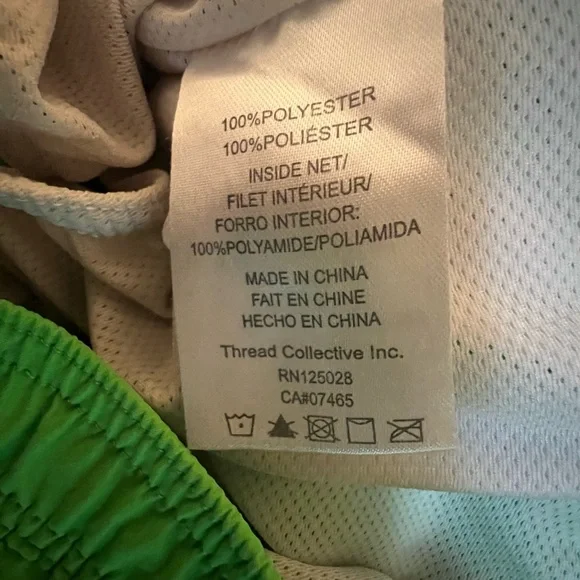 100%POLYESTER
100%POLIÉSTER
INSIDE NET/
FILET INTÉRIEUR/
FORRO INTERIOR:
100%POLYAMIDE/POLIAMIDA
MADE IN CHINA
FAIT EN CHINE
HECHO EN CHINA
Thread Collective Inc.
RN125028
CA#07465